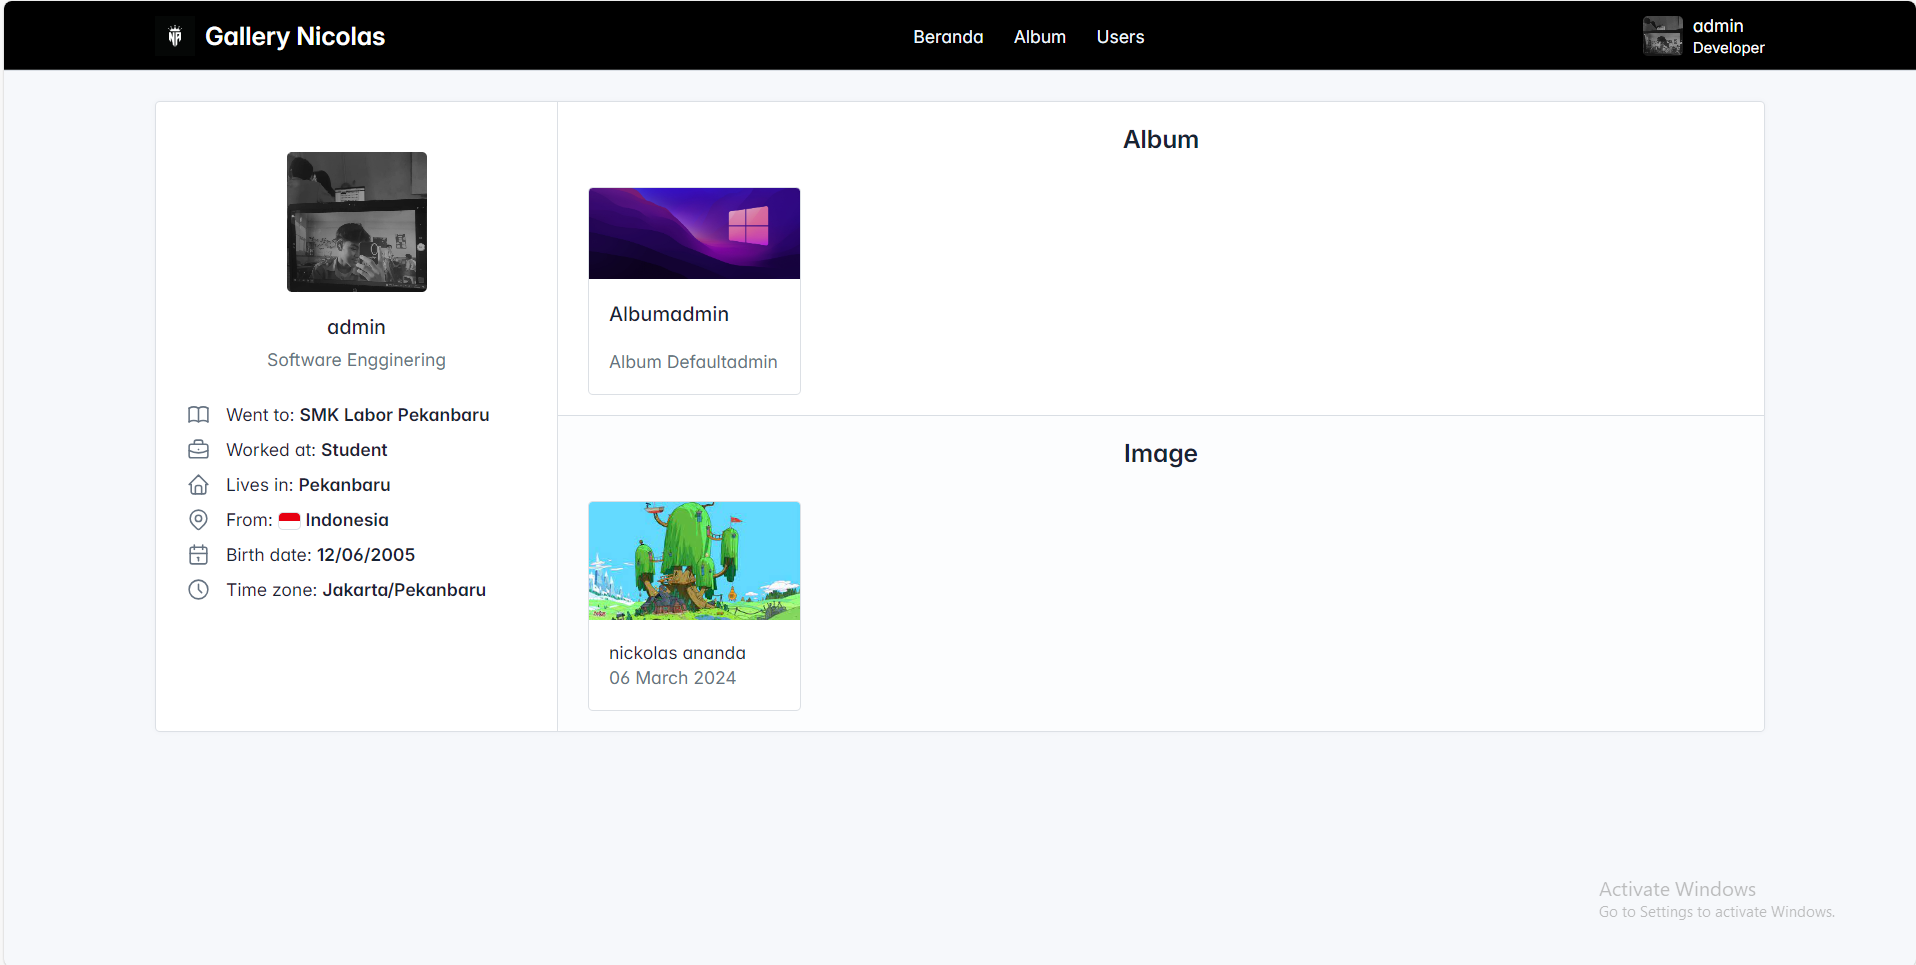 Gallery Nicolas
Beranda Album Users
admin
Developer
admin
Software Engginering
Went to: SMK Labor Pekanbaru
Worked at: Student
Lives in: Pekanbaru
From: Indonesia
Birth date: 12/06/2005
Time zone: Jakarta/Pekanbaru
Album
Albumadmin
Album Defaultadmin
Image
nickolas ananda
06 March 2024
Activate Windows
Go to Settings to activate Windows.